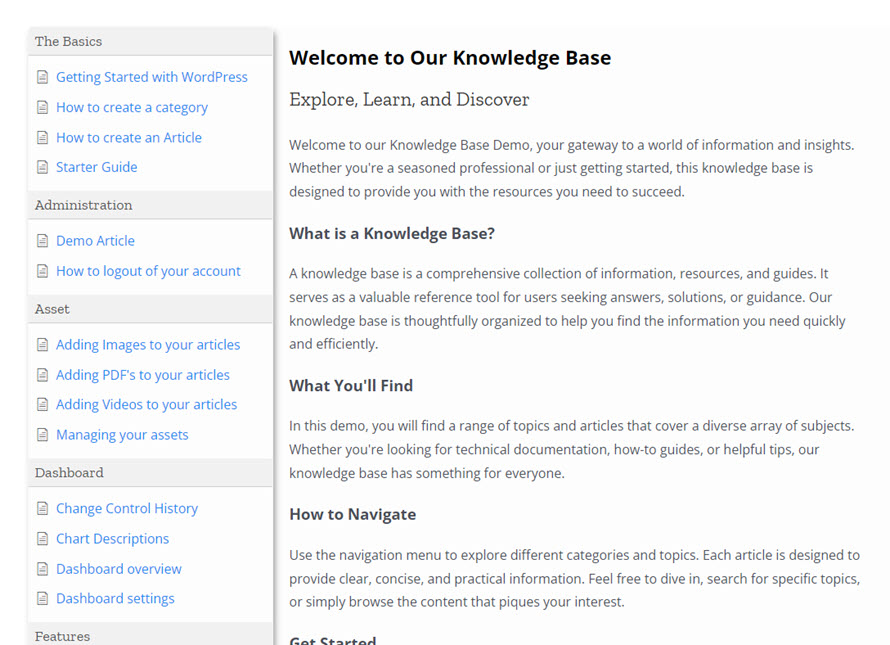 The Basics
Getting Started with WordPress
How to create a category
How to create an Article
Starter Guide
Administration
Demo Article
How to logout of your account
Asset
Adding Images to your articles
Adding PDF's to your articles
Adding Videos to your articles
Managing your assets
Dashboard
Change Control History
Chart Descriptions
Dashboard overview
Dashboard settings
Features
Welcome to Our Knowledge Base
Explore, Learn, and Discover
Welcome to our Knowledge Base Demo, your gateway to a world of information and insights.
Whether you're a seasoned professional or just getting started, this knowledge base is
designed to provide you with the resources you need to succeed.
What is a Knowledge Base?
A knowledge base is a comprehensive collection of information, resources, and guides. It
serves as a valuable reference tool for users seeking answers, solutions, or guidance. Our
knowledge base is thoughtfully organized to help you find the information you need quickly
and efficiently.
What You'll Find
In this demo, you will find a range of topics and articles that cover a diverse array of subjects.
Whether you're looking for technical documentation, how-to guides, or helpful tips, our
knowledge base has something for everyone.
How to Navigate
Use the navigation menu to explore different categories and topics. Each article is designed to
provide clear, concise, and practical information. Feel free to dive in, search for specific topics,
or simply browse the content that piques your interest.
Get Started